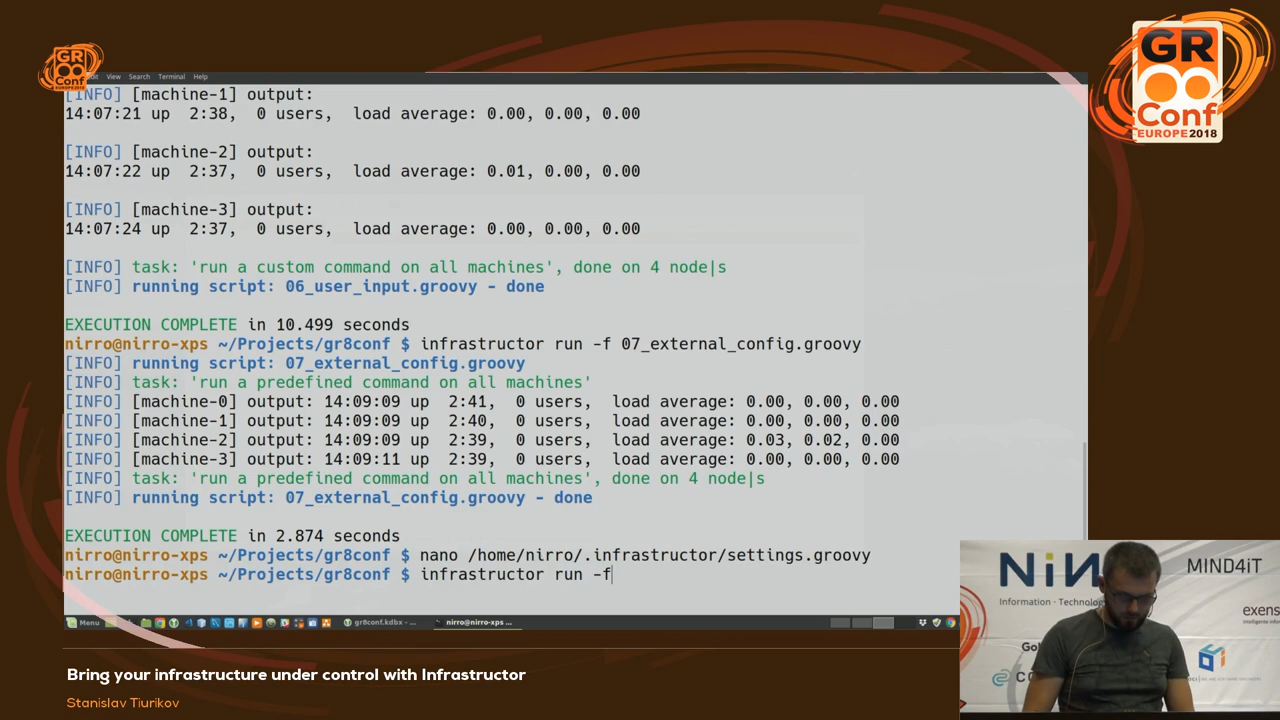 GR
Conf
EUROPE 2018
View Search Terminal Help
[INFO] [machine-1] output:
14:07:21 up 2:38, 0 users, load average: 0.00, 0.00, 0.00
[INFO] [machine-2] output:
14:07:22 up 2:37, 0 users, load average: 0.01, 0.00, 0.00
[INFO] [machine-3] output:
14:07:24 up 2:37, 0 users, load average: 0.00, 0.00, 0.00
[INFO] task: 'run a custom command on all machines', done on 4 node|s
[INFO] running script: 06_user_input.groovy - done
EXECUTION COMPLETE in 10.499 seconds
nirro@nirro-xps ~/Projects/gr8conf $ infrastructor run -f 07_external_config.groovy
[INFO] running script: 07_external_config.groovy
[INFO] task: 'run a predefined command on all machines'
[INFO] [machine-0] output: 14:09:09 up 2:41, 0 users, load average: 0.00, 0.00, 0.00
[INFO] [machine-1] output: 14:09:09 up 2:40, 0 users, load average: 0.00, 0.00, 0.00
[INFO] [machine-2] output: 14:09:09 up 2:39, 0 users, load average: 0.03, 0.02, 0.00
[INFO] [machine-3] output: 14:09:11 up 2:39, 0 users, load average: 0.00, 0.00, 0.00
[INFO] task: 'run a predefined command on all machines', done on 4 node|s
[INFO] running script: 07_external_config.groovy - done
EXECUTION COMPLETE in 2.874 seconds
nirro@nirro-xps ~/Projects/gr8conf $ nano /home/nirro/.infrastructor/settings.groovy
nirro@nirro-xps ~/Projects/gr8conf $ infrastructor run -f
Menu gr8conf.kdbx - ... nirro@nirro-xps ...
MIND4IT
Information · Technology
exens
Bring your infrastructure under control with Infrastructor
Stanislav Tiurikov